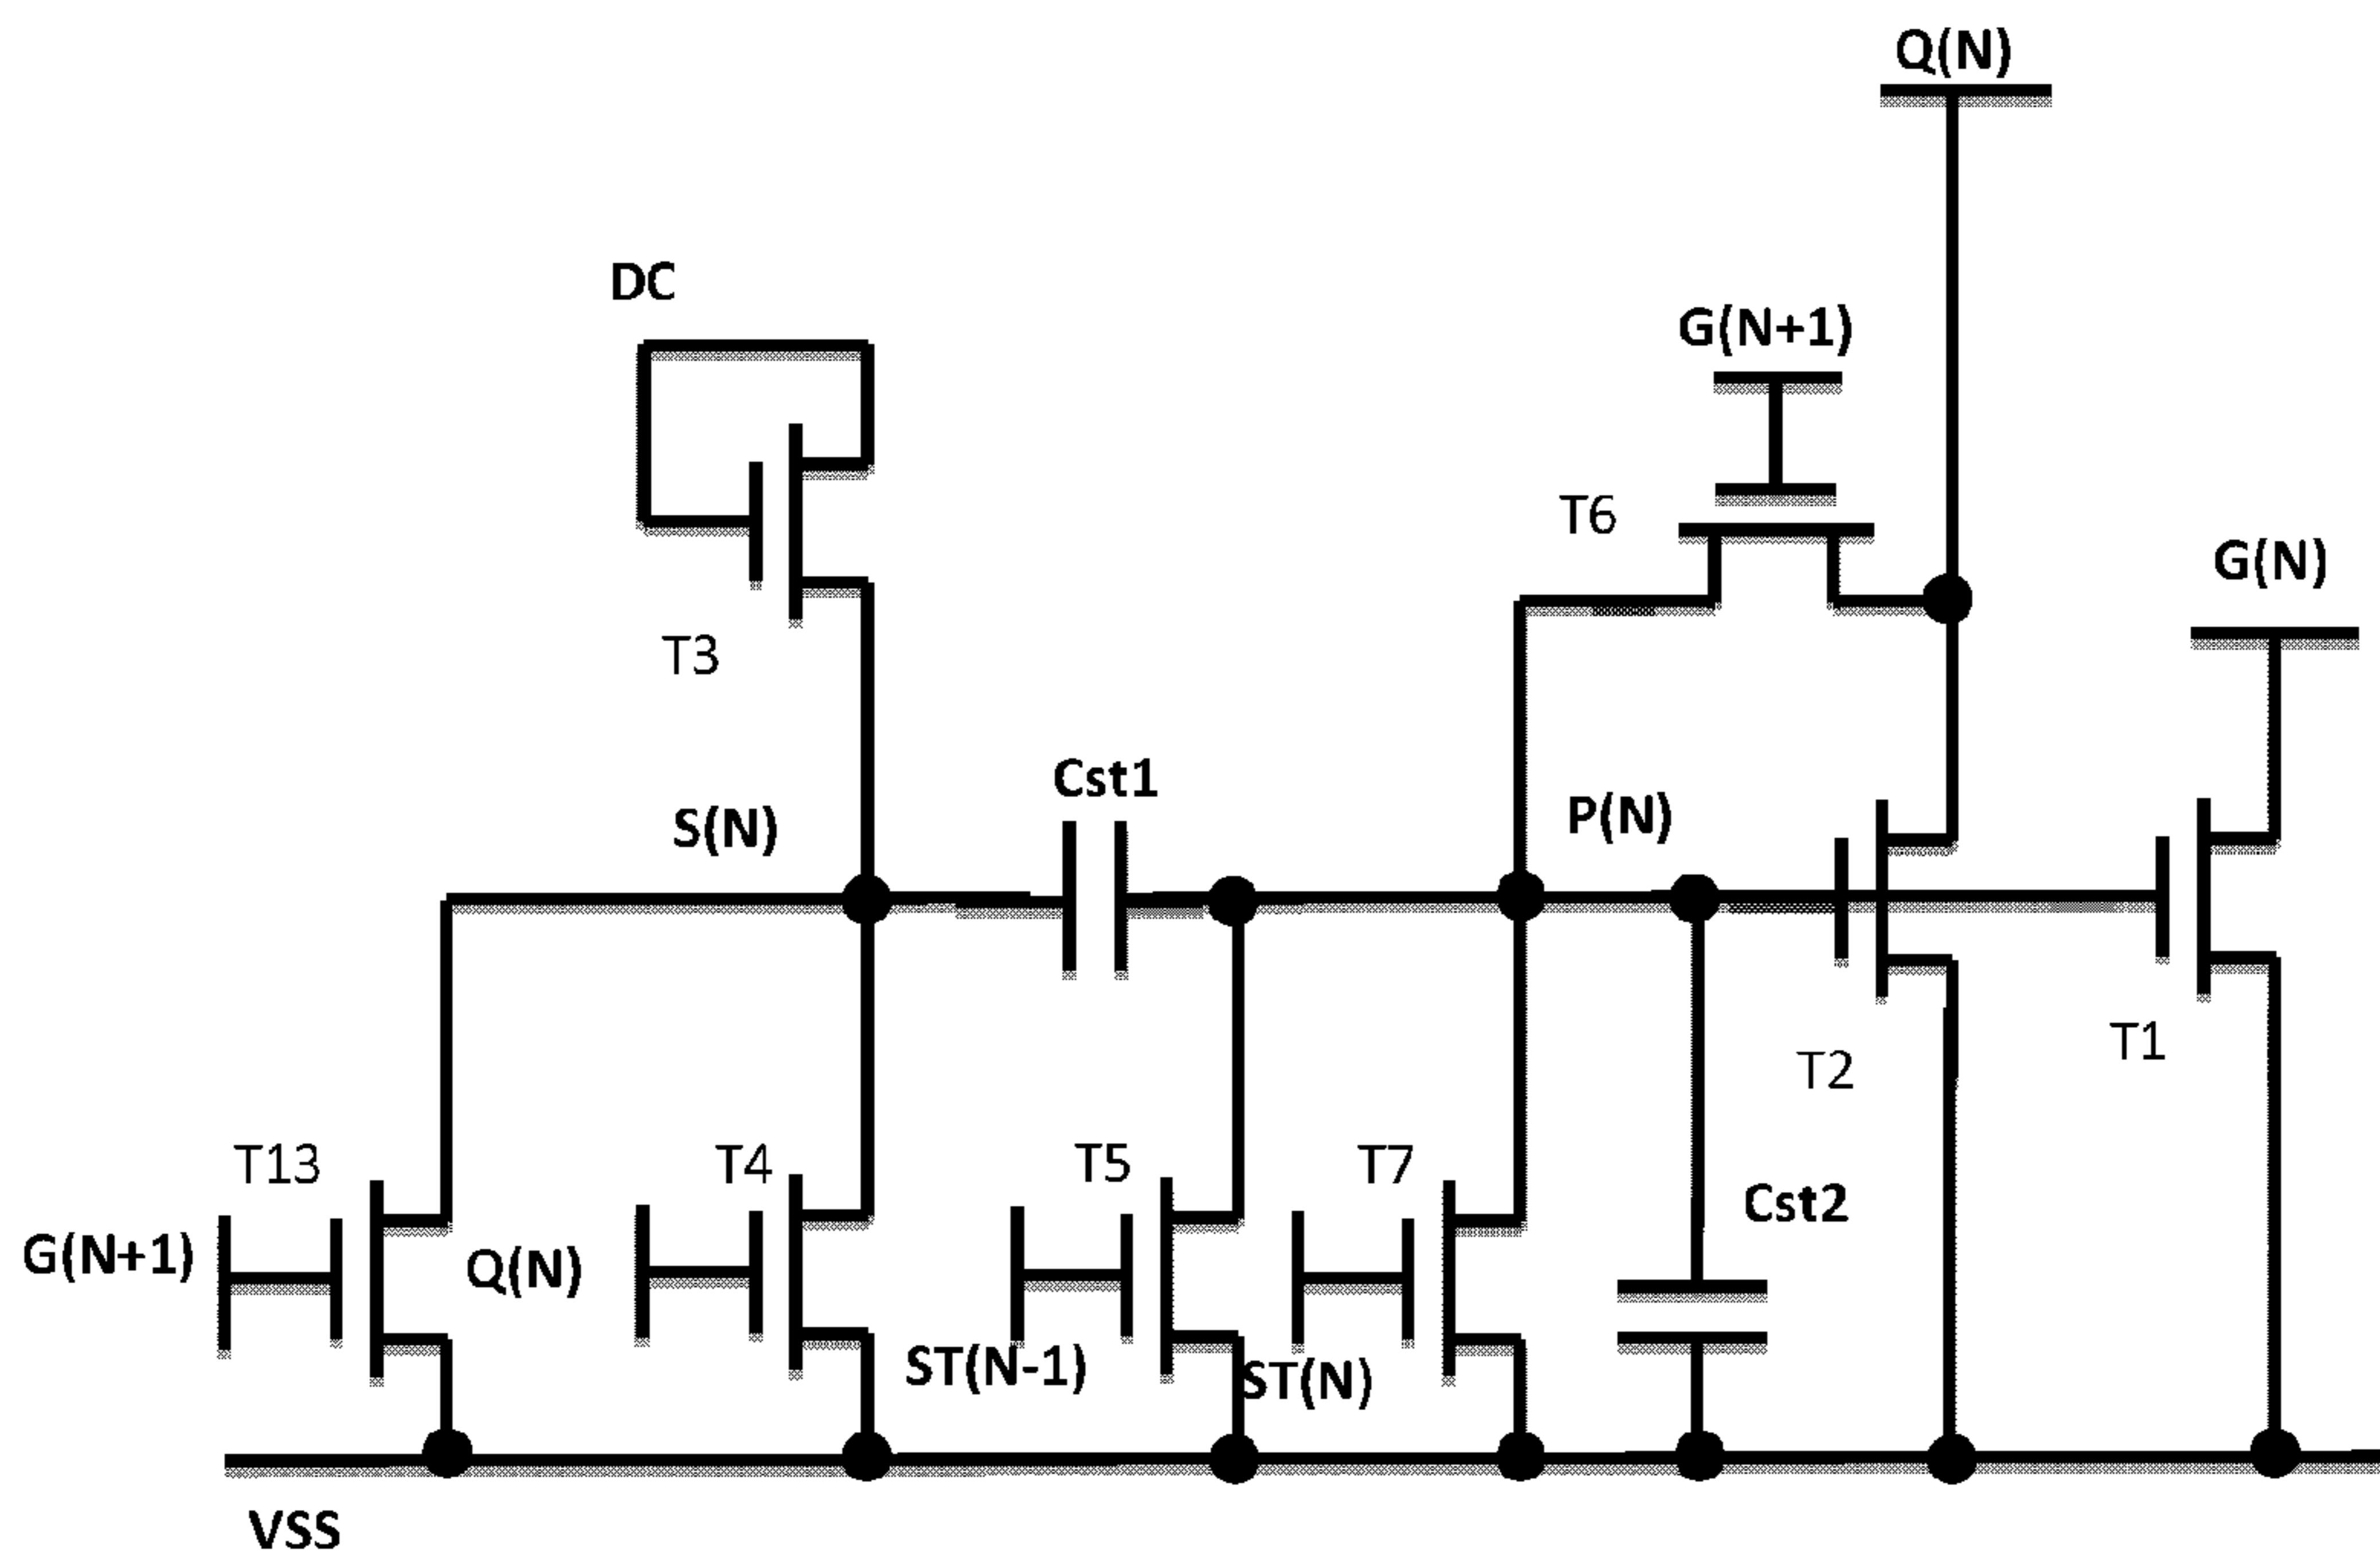 Q(N)
DC
G(N+1)
T6
G(N)
T3
Cst1
S(N)
P(N)
T1
T2
T13
T4
T5
T7
Cst2
G(N+1)
Q(N)
ST(N-1)
ST(N)
VSS